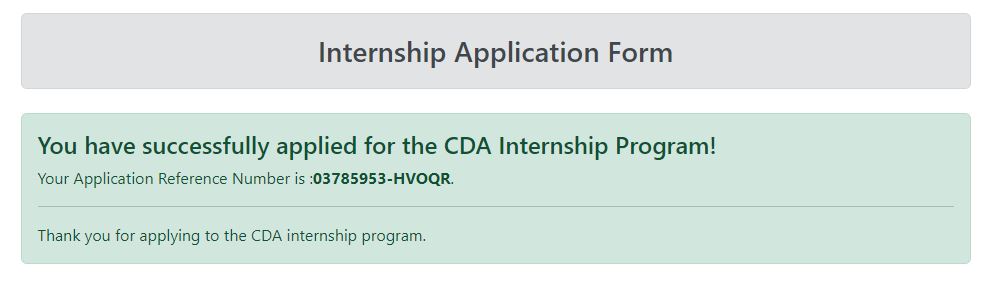 Internship Application Form
You have successfully applied for the CDA Internship Program!
Your Application Reference Number is :03785953-HVOQR.
Thank you for applying to the CDA internship program.